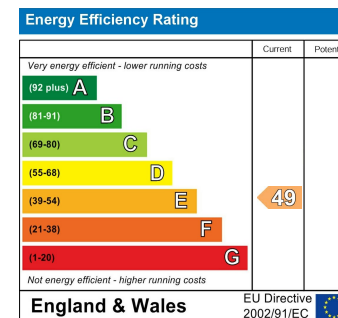 Energy Efficiency Rating
Current
Very energy efficient - lower running costs
(92 plus) A
(81-91) B
(69-80) C
(55-68) D
(39-54) E
49
(21-38) F
(1-20) G
Not energy efficient - higher running costs
England & Wales
EU Directive
2002/91/EC